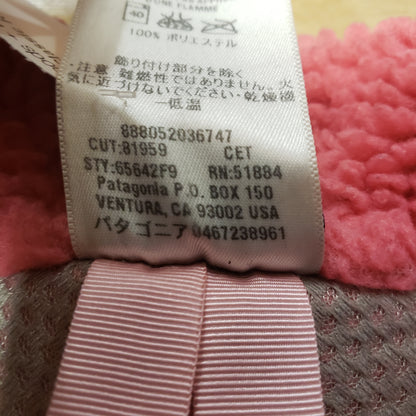 D'UNE FLAMME
40
100% ポリエステル
飾り付け部分を除く
注意. 難燃性ではありません。火
気に近づけないでください・乾燥機
―低温
888052036747
CUT:81959 CET
STY:65642F9 RN:51884
Patagonia P.O. BOX 150
VENTURA, CA 93002 USA
パタゴニア 0467238961